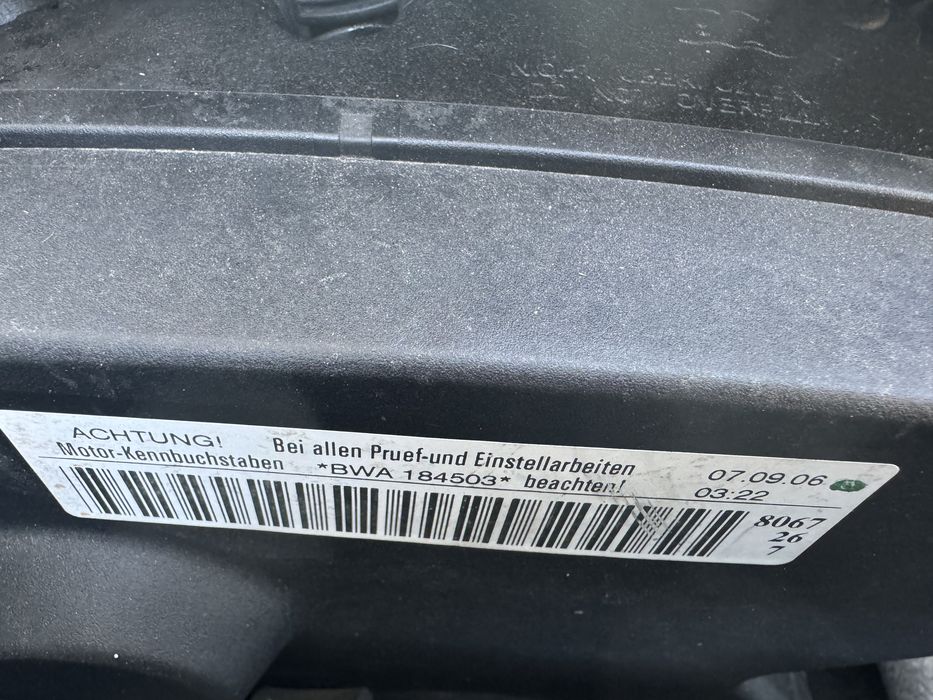 ACHTUNG! Bei allen Pruef-und Einstellarbeiten 07.09.06
Motor-Kennbuchstaben *BWA 184503* beachten! 03:22
8067
26
7